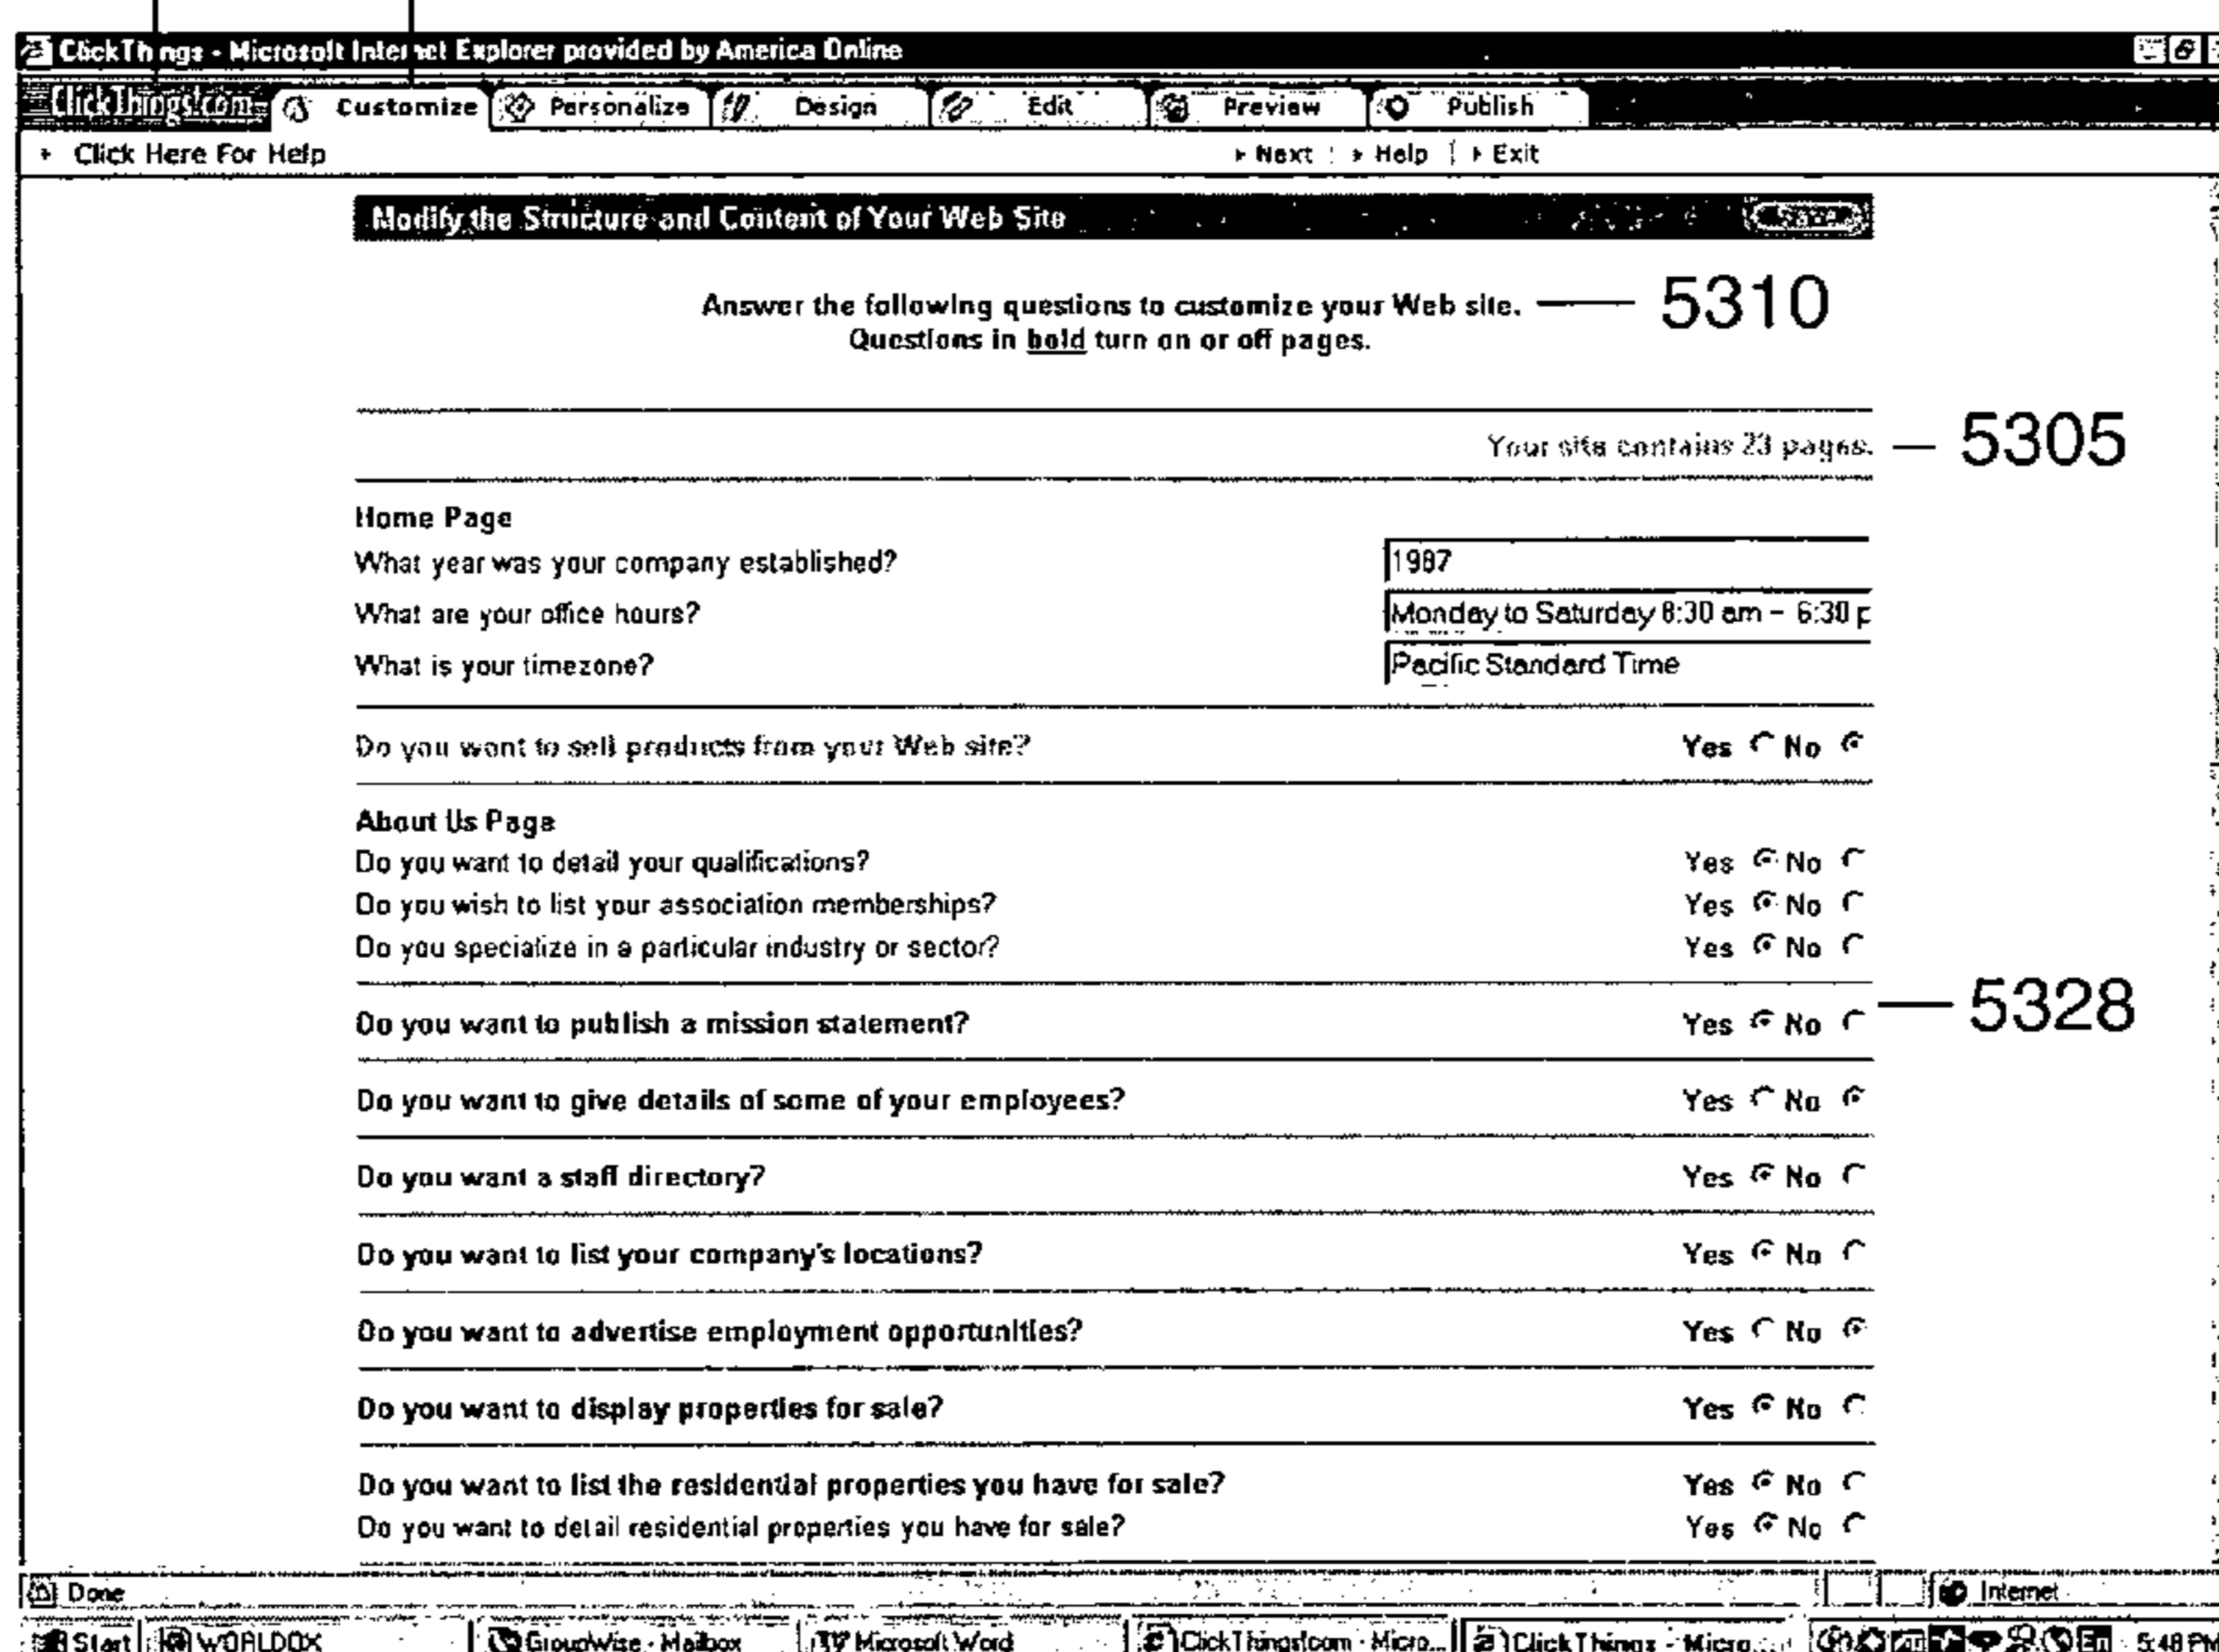 ClickThings - Microsoft Internet Explorer provided by America Online
ClickThings!com Customize Personalize Design Edit Preview Publish
Click Here For Help Next Help Exit
Modify the Structure and Content of Your Web Site Save
Answer the following questions to customize your Web site. 5310
Questions in bold turn on or off pages.
Your site contains 23 pages. 5305
Home Page
What year was your company established? 1987
What are your office hours? Monday to Saturday 8:30 am - 6:30 p
What is your timezone? Pacific Standard Time
Do you want to sell products from your Web site? Yes No
About Us Page
Do you want to detail your qualifications? Yes No
Do you wish to list your association memberships? Yes No
Do you specialize in a particular industry or sector? Yes No
5328
Do you want to publish a mission statement? Yes No
Do you want to give details of some of your employees? Yes No
Do you want a staff directory? Yes No
Do you want to list your company's locations? Yes No
Do you want to advertise employment opportunities? Yes No
Do you want to display properties for sale? Yes No
Do you want to list the residential properties you have for sale? Yes No
Do you want to detail residential properties you have for sale? Yes No
Done Internet
Start WORLDOX GroupWise - Mailbox Microsoft Word ClickThings!com - Micro... ClickThings - Micro... En 5:48 PM